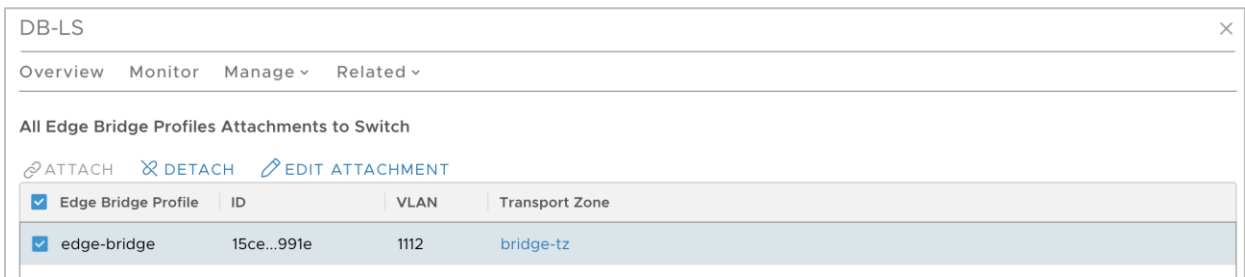 DB-LS
Overview Monitor Manage Related
All Edge Bridge Profiles Attachments to Switch
ATTACH DETACH EDIT ATTACHMENT
Edge Bridge Profile ID VLAN Transport Zone
edge-bridge 15ce...991e 1112 bridge-tz